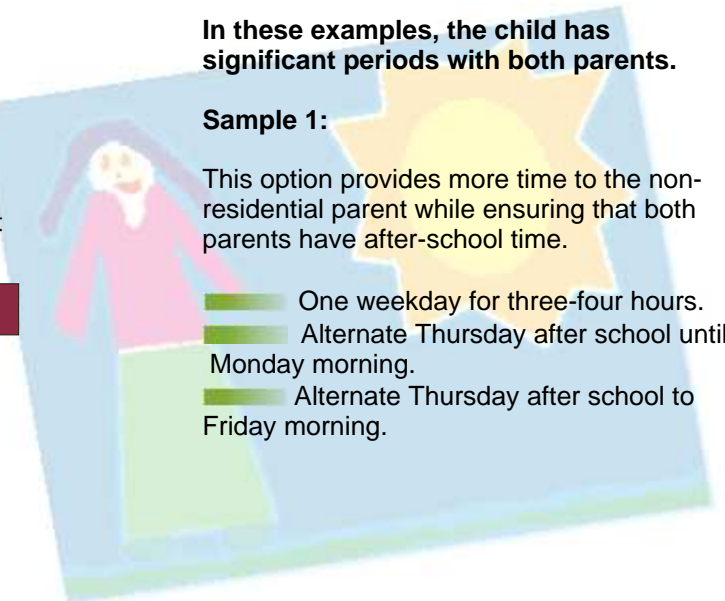 In these examples, the child has
significant periods with both parents.
Sample 1:
This option provides more time to the non-
residential parent while ensuring that both
parents have after-school time.
One weekday for three-four hours.
Alternate Thursday after school until
Monday morning.
Alternate Thursday after school to
Friday morning.